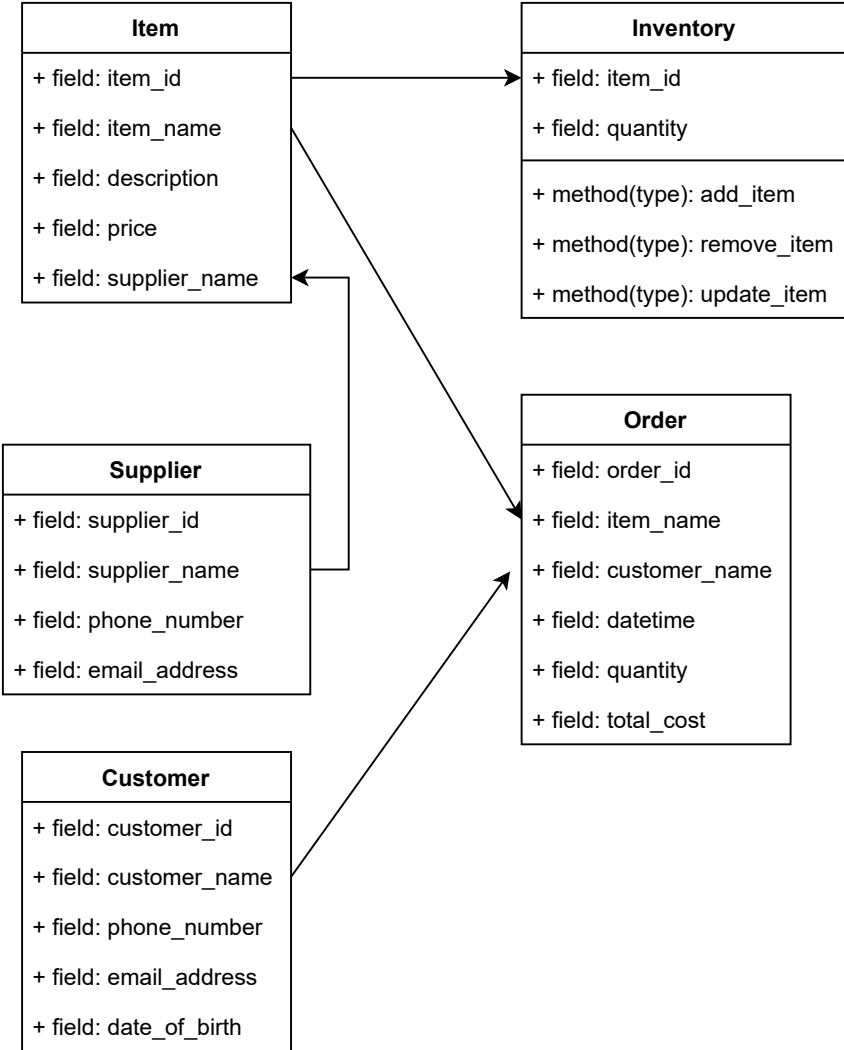 Item
+ field: item_id
+ field: item_name
+ field: description
+ field: price
+ field: supplier_name
Inventory
+ field: item_id
+ field: quantity
+ method(type): add_item
+ method(type): remove_item
+ method(type): update_item
Supplier
+ field: supplier_id
+ field: supplier_name
+ field: phone_number
+ field: email_address
Order
+ field: order_id
+ field: item_name
+ field: customer_name
+ field: datetime
+ field: quantity
+ field: total_cost
Customer
+ field: customer_id
+ field: customer_name
+ field: phone_number
+ field: email_address
+ field: date_of_birth